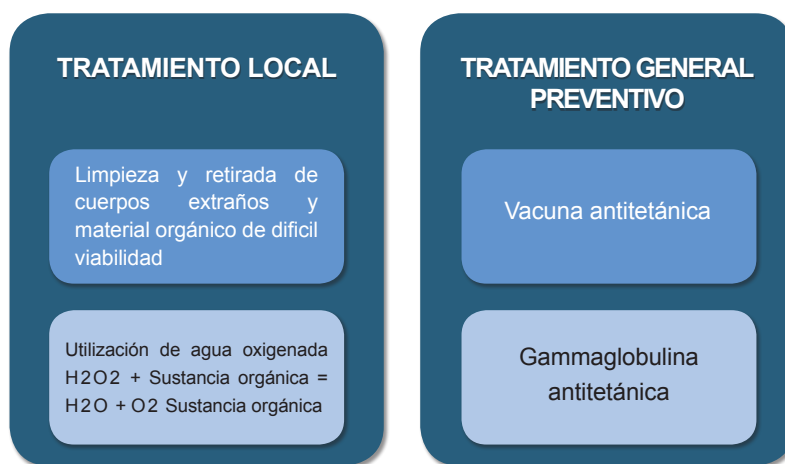 TRATAMIENTO LOCAL
Limpieza y retirada de
cuerpos extraños y
material orgánico de dificil
viabilidad
Utilización de agua oxigenada
H2O2 + Sustancia orgánica =
H2O + O2 Sustancia orgánica
TRATAMIENTO GENERAL
PREVENTIVO
Vacuna antitetánica
Gammaglobulina
antitetánica